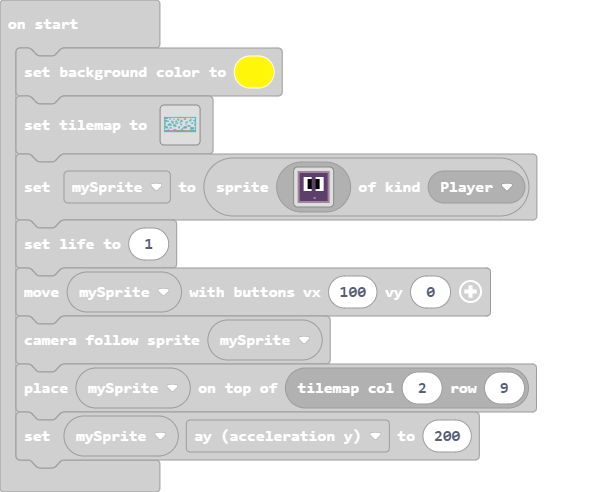 on start
set background color to
set tilemap to
set mySprite to sprite of kind Player
set life to 1
move mySprite with buttons vx 100 vy 0
camera follow sprite mySprite
place mySprite on top of tilemap col 2 row 9
set mySprite ay (acceleration y) to 200